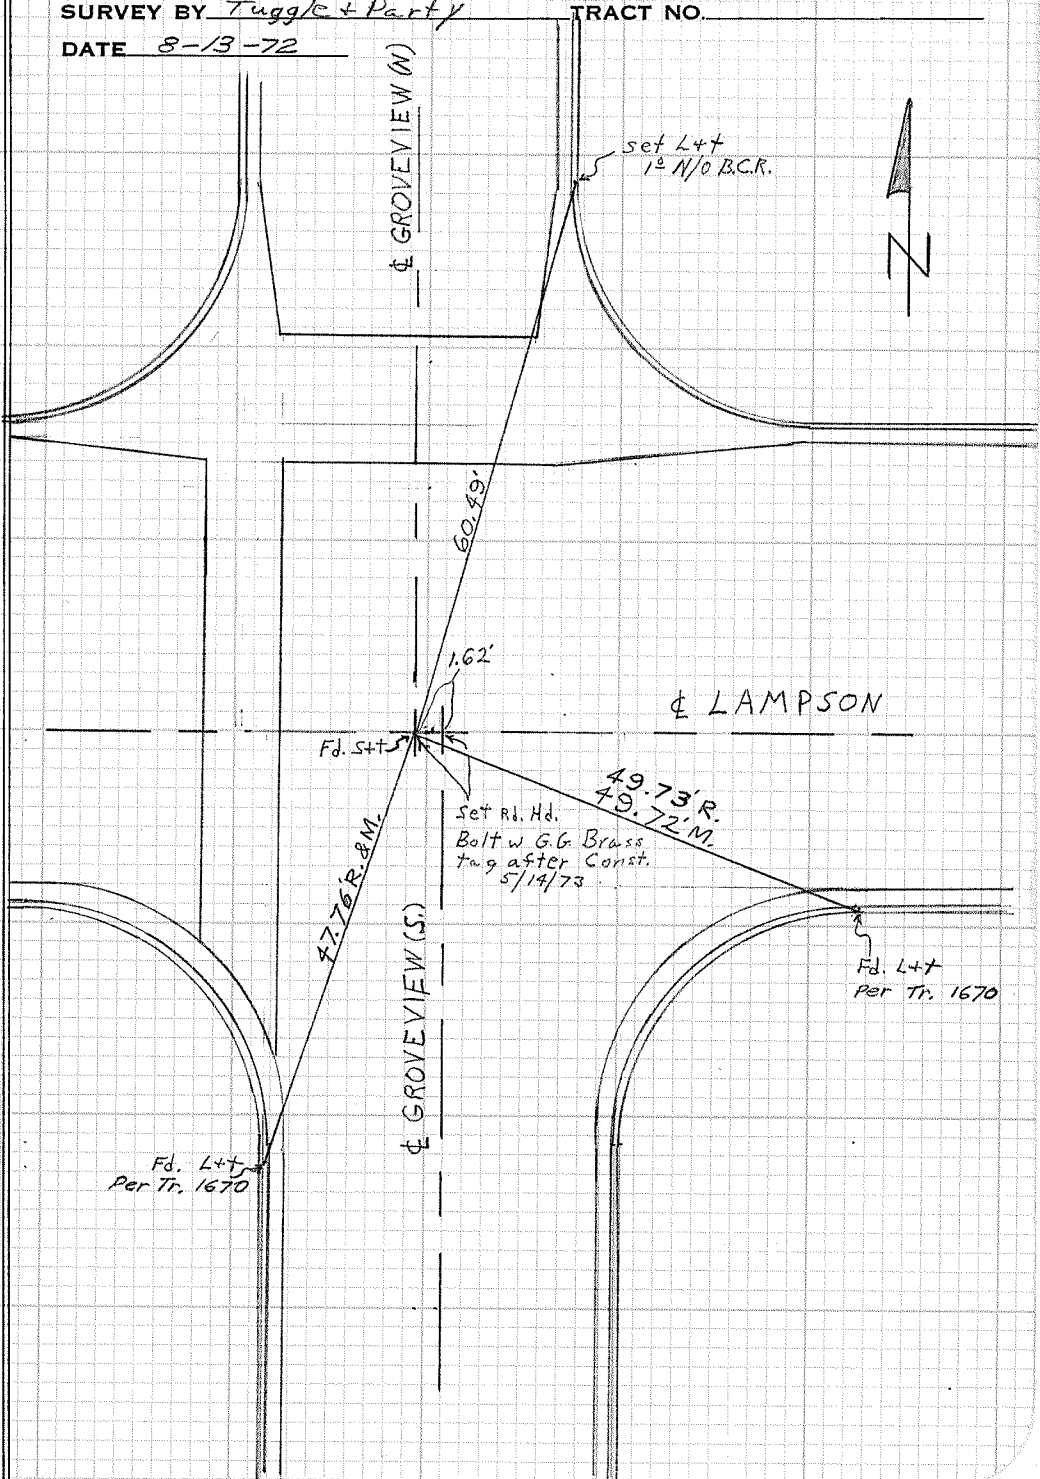 SURVEY BY Tuggle + Party TRACT NO.
DATE 8-13-72
℄ GROVEVIEW (N)
set L+t
1º N/O B.C.R.
N
60.49'
1.62'
℄ LAMPSON
Fd. S+t
49.73' R.
49.72' M.
set Rd. Hd.
Bolt w G.G. Brass
tag after Const.
5/14/73
47.76' R. & M.
℄ GROVEVIEW (S.)
Fd. L+t
Per Tr. 1670
Fd. L+t
Per Tr. 1670